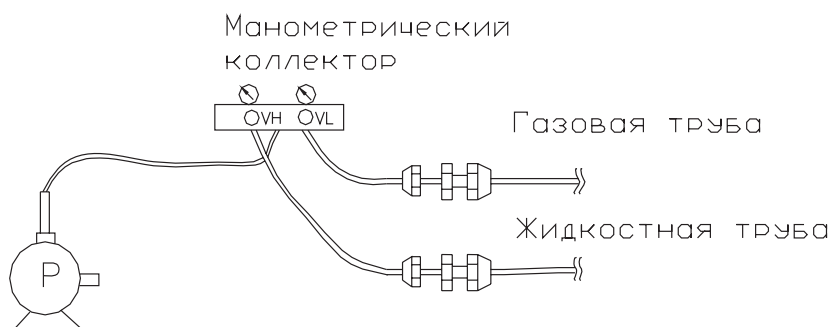 Манометрический
коллектор
VH VL
Газовая труба
Жидкостная труба
P